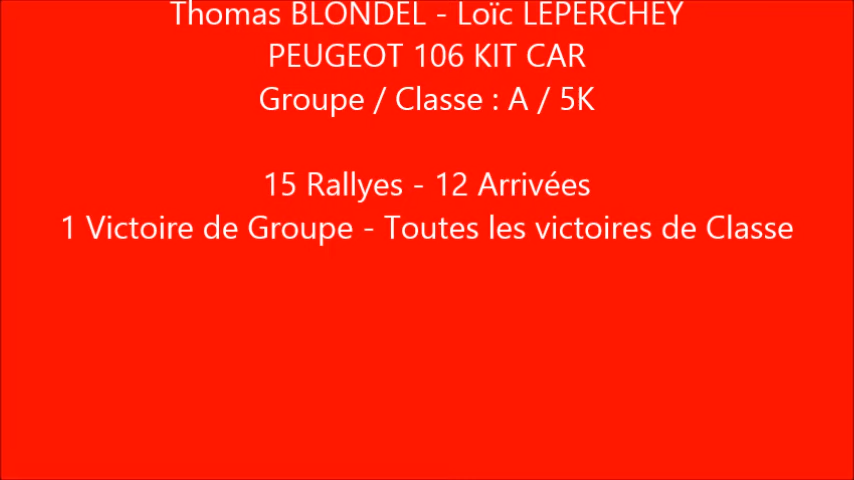 Thomas BLONDEL - Loïc LEPERCHEY
PEUGEOT 106 KIT CAR
Groupe / Classe : A / 5K
15 Rallyes - 12 Arrivées
1 Victoire de Groupe - Toutes les victoires de Classe